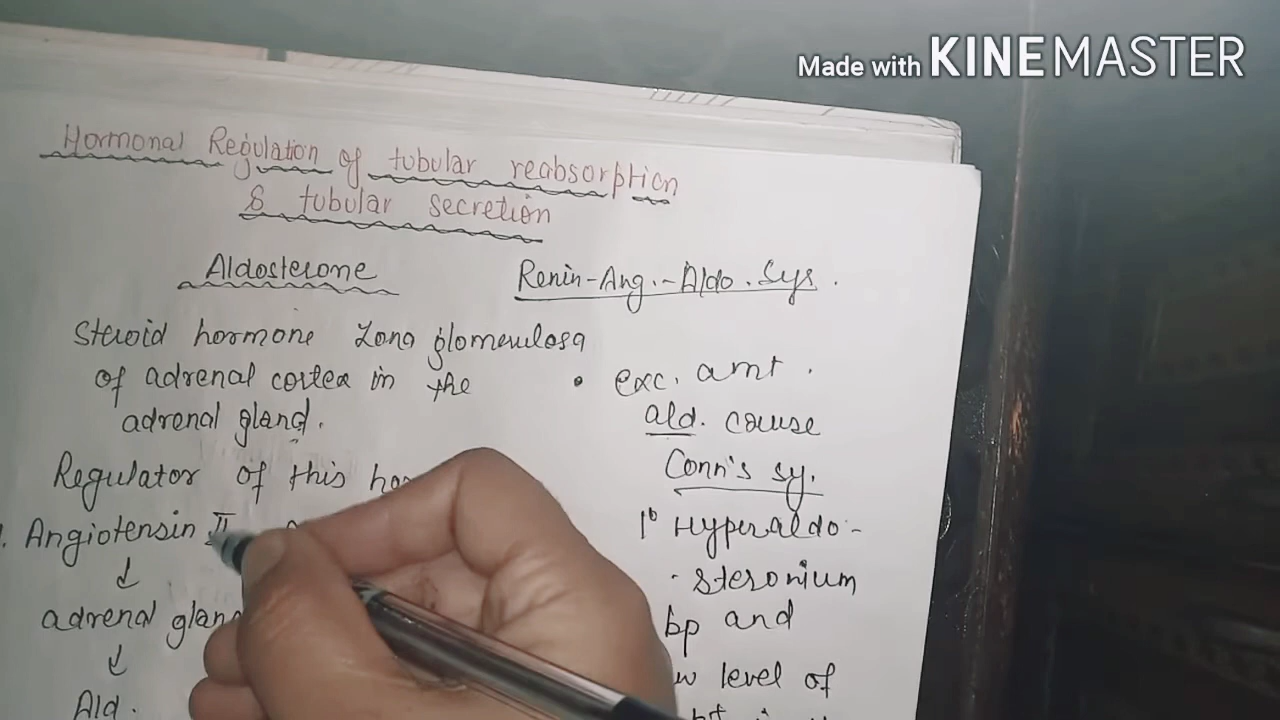 Made with KINEMASTER
Hormonal Regulation of tubular reabsorption
& tubular secretion
Aldosterone
Steroid hormone Zona glomerulosa
of adrenal cortex in the
adrenal gland.
Regulator of this
Angiotensin II
↓
adrenal
↓
Ald.
Renin-Ang.-Aldo. Sys.
• exc. amt.
ald. couse
Conn's sy.
1° Hyperaldo-
-steronium
bp and
level of